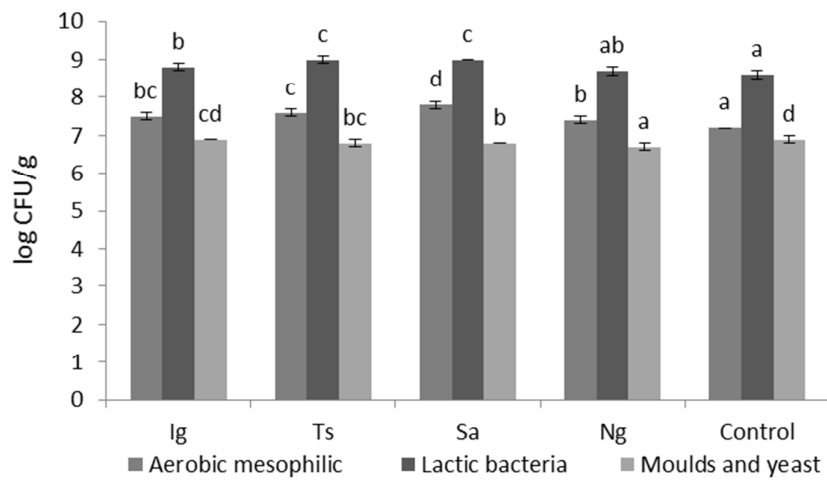 10
9
8
7
6
5
4
3
2
1
0
log CFU/g
bc b cd
c c bc
d c b
b ab a
a a d
Ig Ts Sa Ng Control
Aerobic mesophilic Lactic bacteria Moulds and yeast